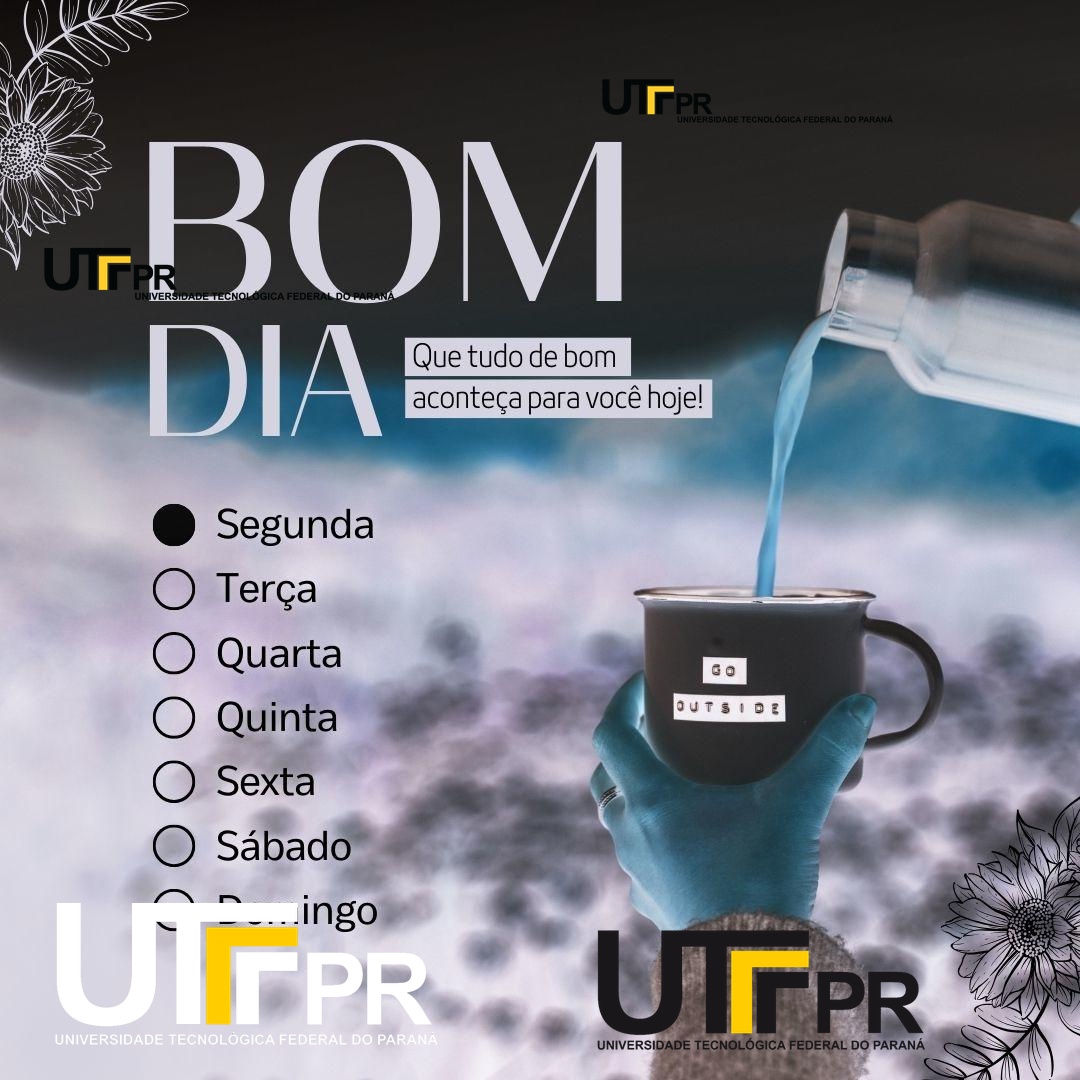 UTFPR
UNIVERSIDADE TECNOLÓGICA FEDERAL DO PARANÁ
BOM
UTFPR
UNIVERSIDADE TECNOLÓGICA FEDERAL DO PARANÁ
DIA
Que tudo de bom
aconteça para você hoje!
Segunda
Terça
Quarta
Quinta
GO
OUTSIDE
Sexta
Sábado
Domingo
UTFPR
UNIVERSIDADE TECNOLÓGICA FEDERAL DO PARANÁ
UTFPR
UNIVERSIDADE TECNOLÓGICA FEDERAL DO PARANÁ